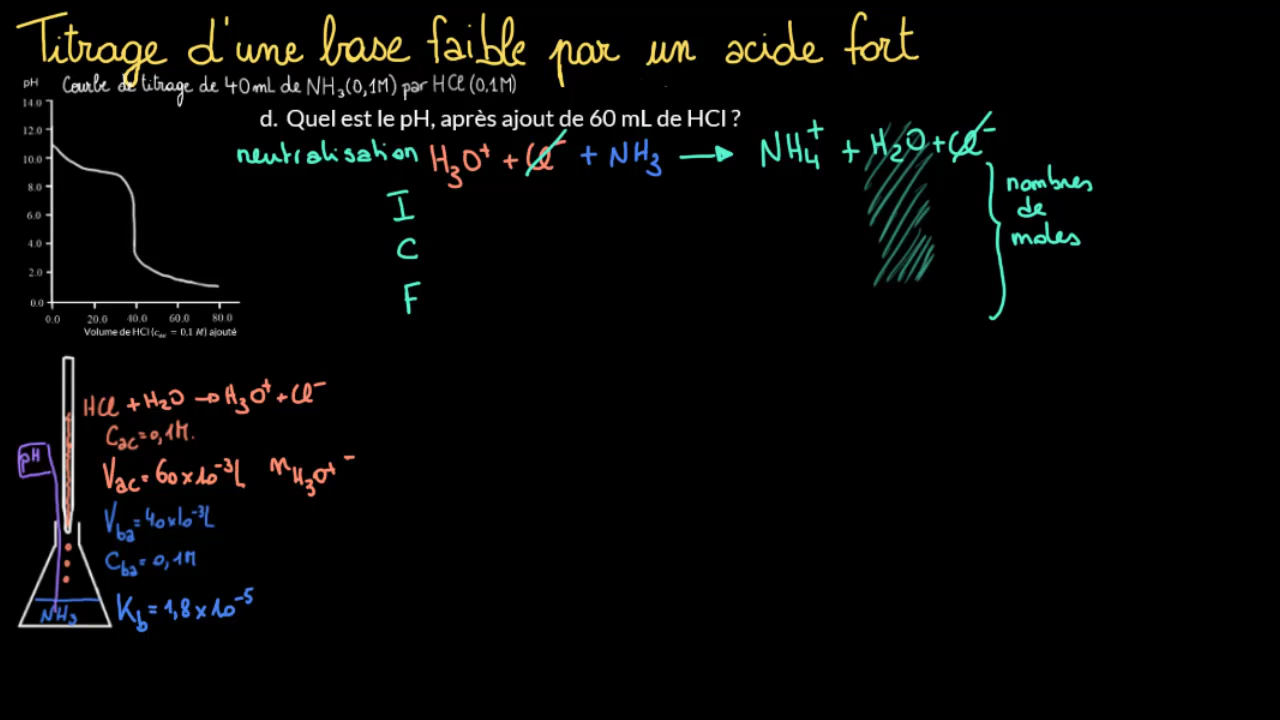 Titrage d'une base faible par un acide fort
pH Courbe de titrage de 40 mL de NH₃ (0,1M) par HCl (0.1M)
14.0
12.0
10.0
8.0
6.0
4.0
2.0
0.0
0.0 20.0 40.0 60.0 80.0
Volume de HCl (cₐc = 0,1 M) ajouté
d. Quel est le pH, après ajout de 60 mL de HCl ?
neutralisation H₃O⁺ + Cl⁻ + NH₃ → NH₄⁺ + H₂O + Cl⁻
I
C
F
nombres
de
moles
HCl + H₂O → H₃O⁺ + Cl⁻
Cac = 0,1M.
pH
Vac = 60 × 10⁻³ L n H₃O⁺ -
Vba = 40 × 10⁻³ L
Cba = 0,1M
NH₃
Kb = 1,8 × 10⁻⁵